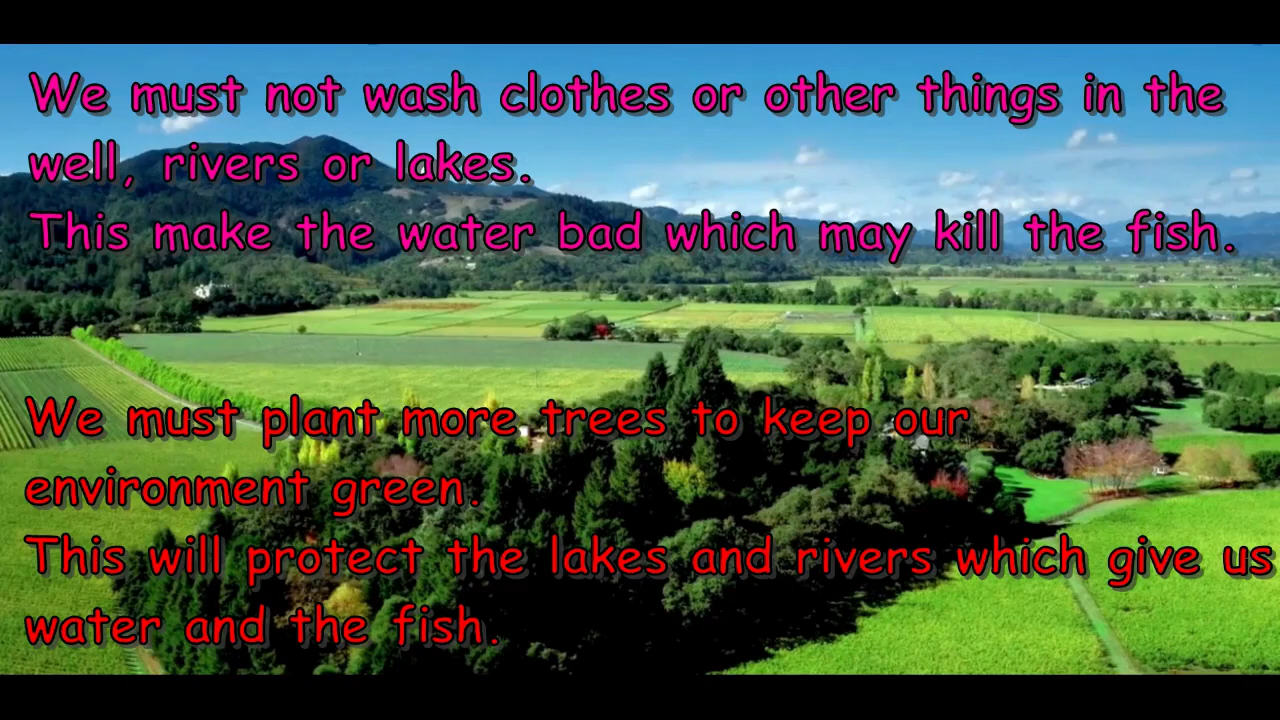 We must not wash clothes or other things in the
well, rivers or lakes.
This make the water bad which may kill the fish.
We must plant more trees to keep our
environment green.
This will protect the lakes and rivers which give us
water and the fish.